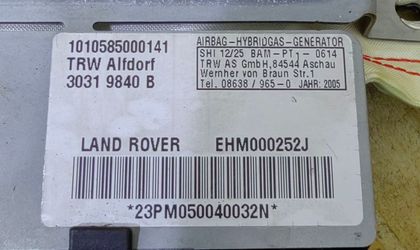 1010585000141
TRW Alfdorf
3031 9840 B
AIRBAG-HYBRIDGAS-GENERATOR
SHI 12/25 BAM-PT1-0614
TRW AS GmbH, 84544 Aschau
Wernher von Braun Str.1
Tel. 08638 / 965-0 JAHR: 2005
LAND ROVER EHM000252J
*23PM050040032N*